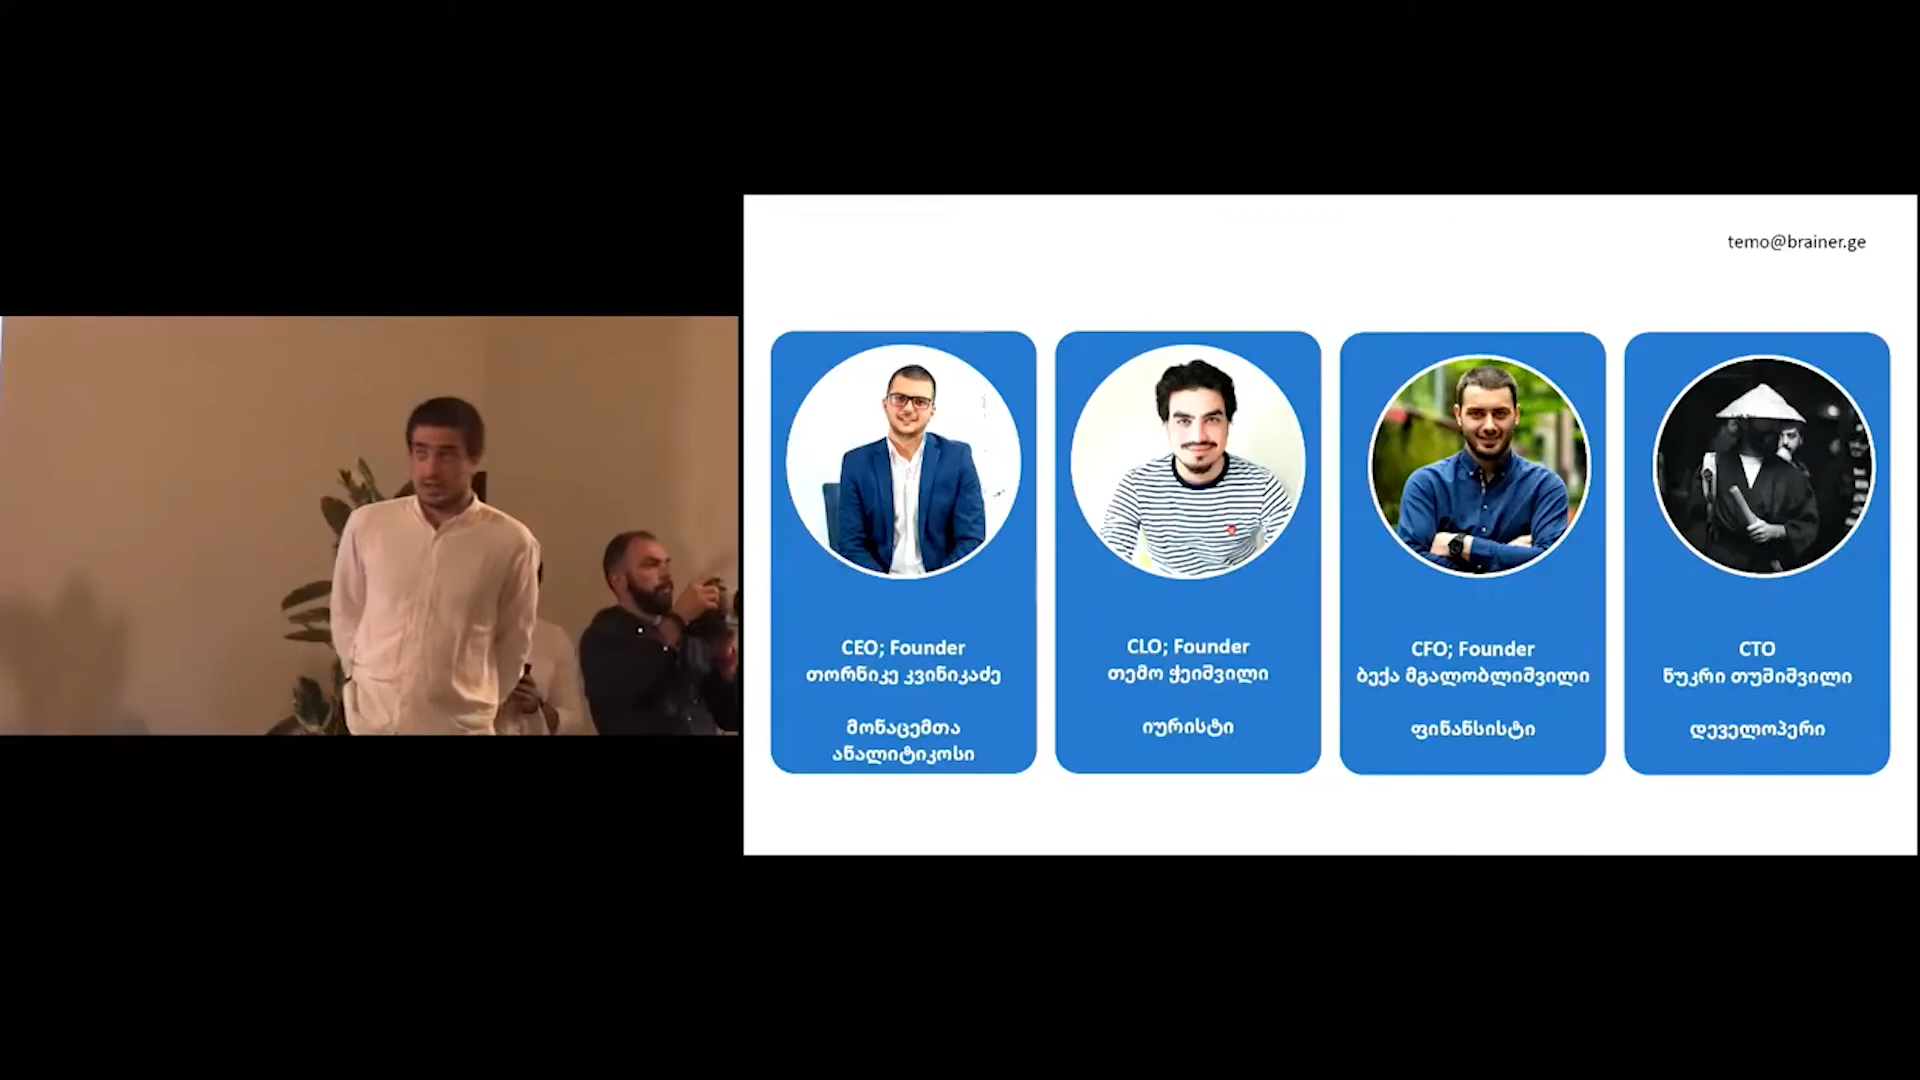 temo@brainer.ge
CEO; Founder
თორნიკე კვინიკაძე
მონაცემთა
ანალიტიკოსი
CLO; Founder
თემო ჭეიშვილი
იურისტი
CFO; Founder
ბექა მგალობლიშვილი
ფინანსისტი
CTO
ნუკრი თუშიშვილი
დეველოპერი